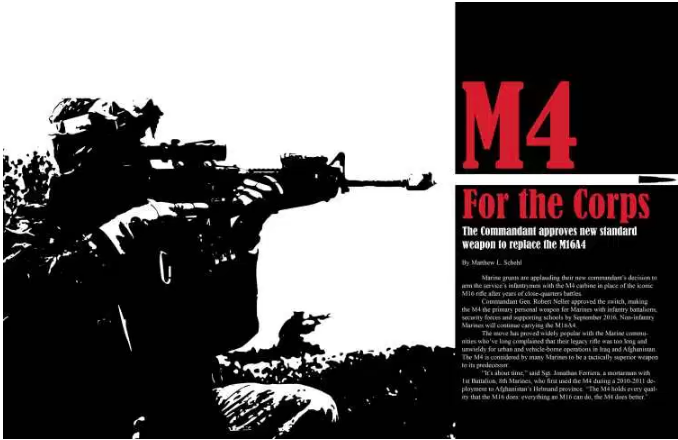 M4
For the Corps
The Commandant approves new standard
weapon to replace the M16A4
By Matthew L. Schehl
Marine grunts are applauding their new commandant's decision to
arm the service's infantrymen with the M4 carbine in place of the iconic
M16 rifle after years of close-quarters battles.
Commandant Gen. Robert Neller approved the switch, making
the M4 the primary personal weapon for Marines with infantry battalions,
security forces and supporting schools by September 2016. Non-infantry
Marines will continue carrying the M16A4.
The move has proved widely popular with the Marine commu-
nities who've long complained that their legacy rifle was too long and
unwieldy for urban and vehicle-borne operations in Iraq and Afghanistan.
The M4 is considered by many Marines to be a tactically superior weapon
to its predecessor.
"It's about time," said Sgt. Jonathan Ferriera, a mortarman with
1st Battalion, 8th Marines, who first used the M4 during a 2010-2011 de-
ployment to Afghanistan's Helmand province. "The M4 holds every qual-
ity that the M16 does: everything an M16 can do, the M4 does better."